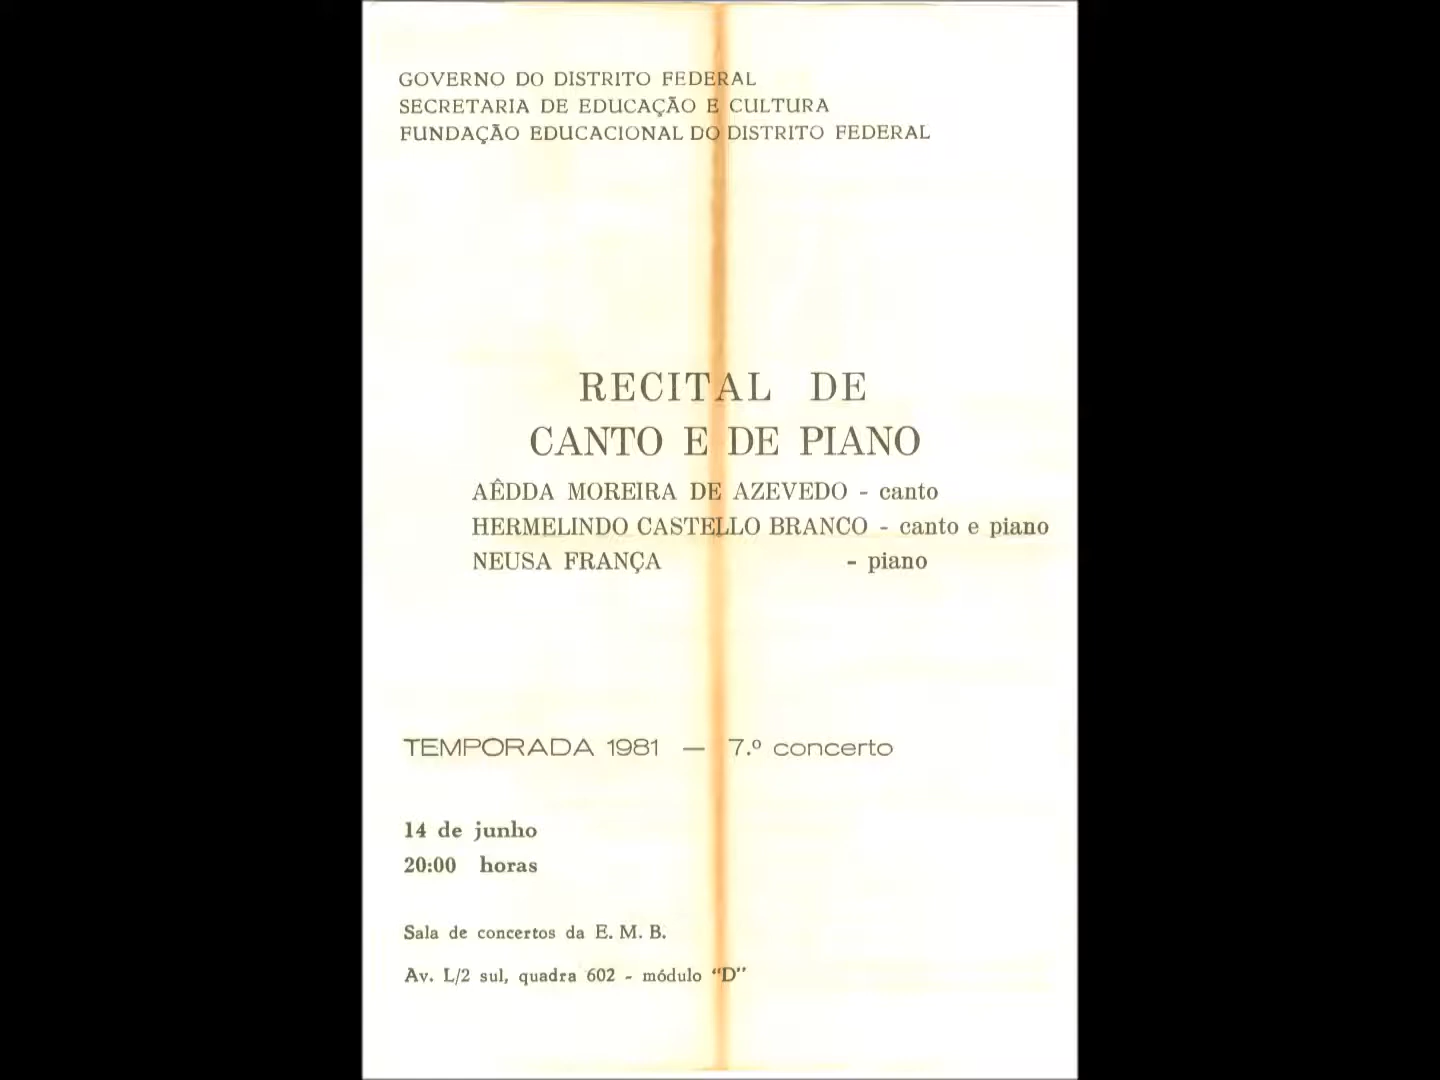 GOVERNO DO DISTRITO FEDERAL
SECRETARIA DE EDUCAÇÃO E CULTURA
FUNDAÇÃO EDUCACIONAL DO DISTRITO FEDERAL
RECITAL DE
CANTO E DE PIANO
AÊDDA MOREIRA DE AZEVEDO - canto
HERMELINDO CASTELLO BRANCO - canto e piano
NEUSA FRANÇA - piano
TEMPORADA 1981 — 7.º concerto
14 de junho
20:00 horas
Sala de concertos da E. M. B.
Av. L/2 sul, quadra 602 - módulo "D"